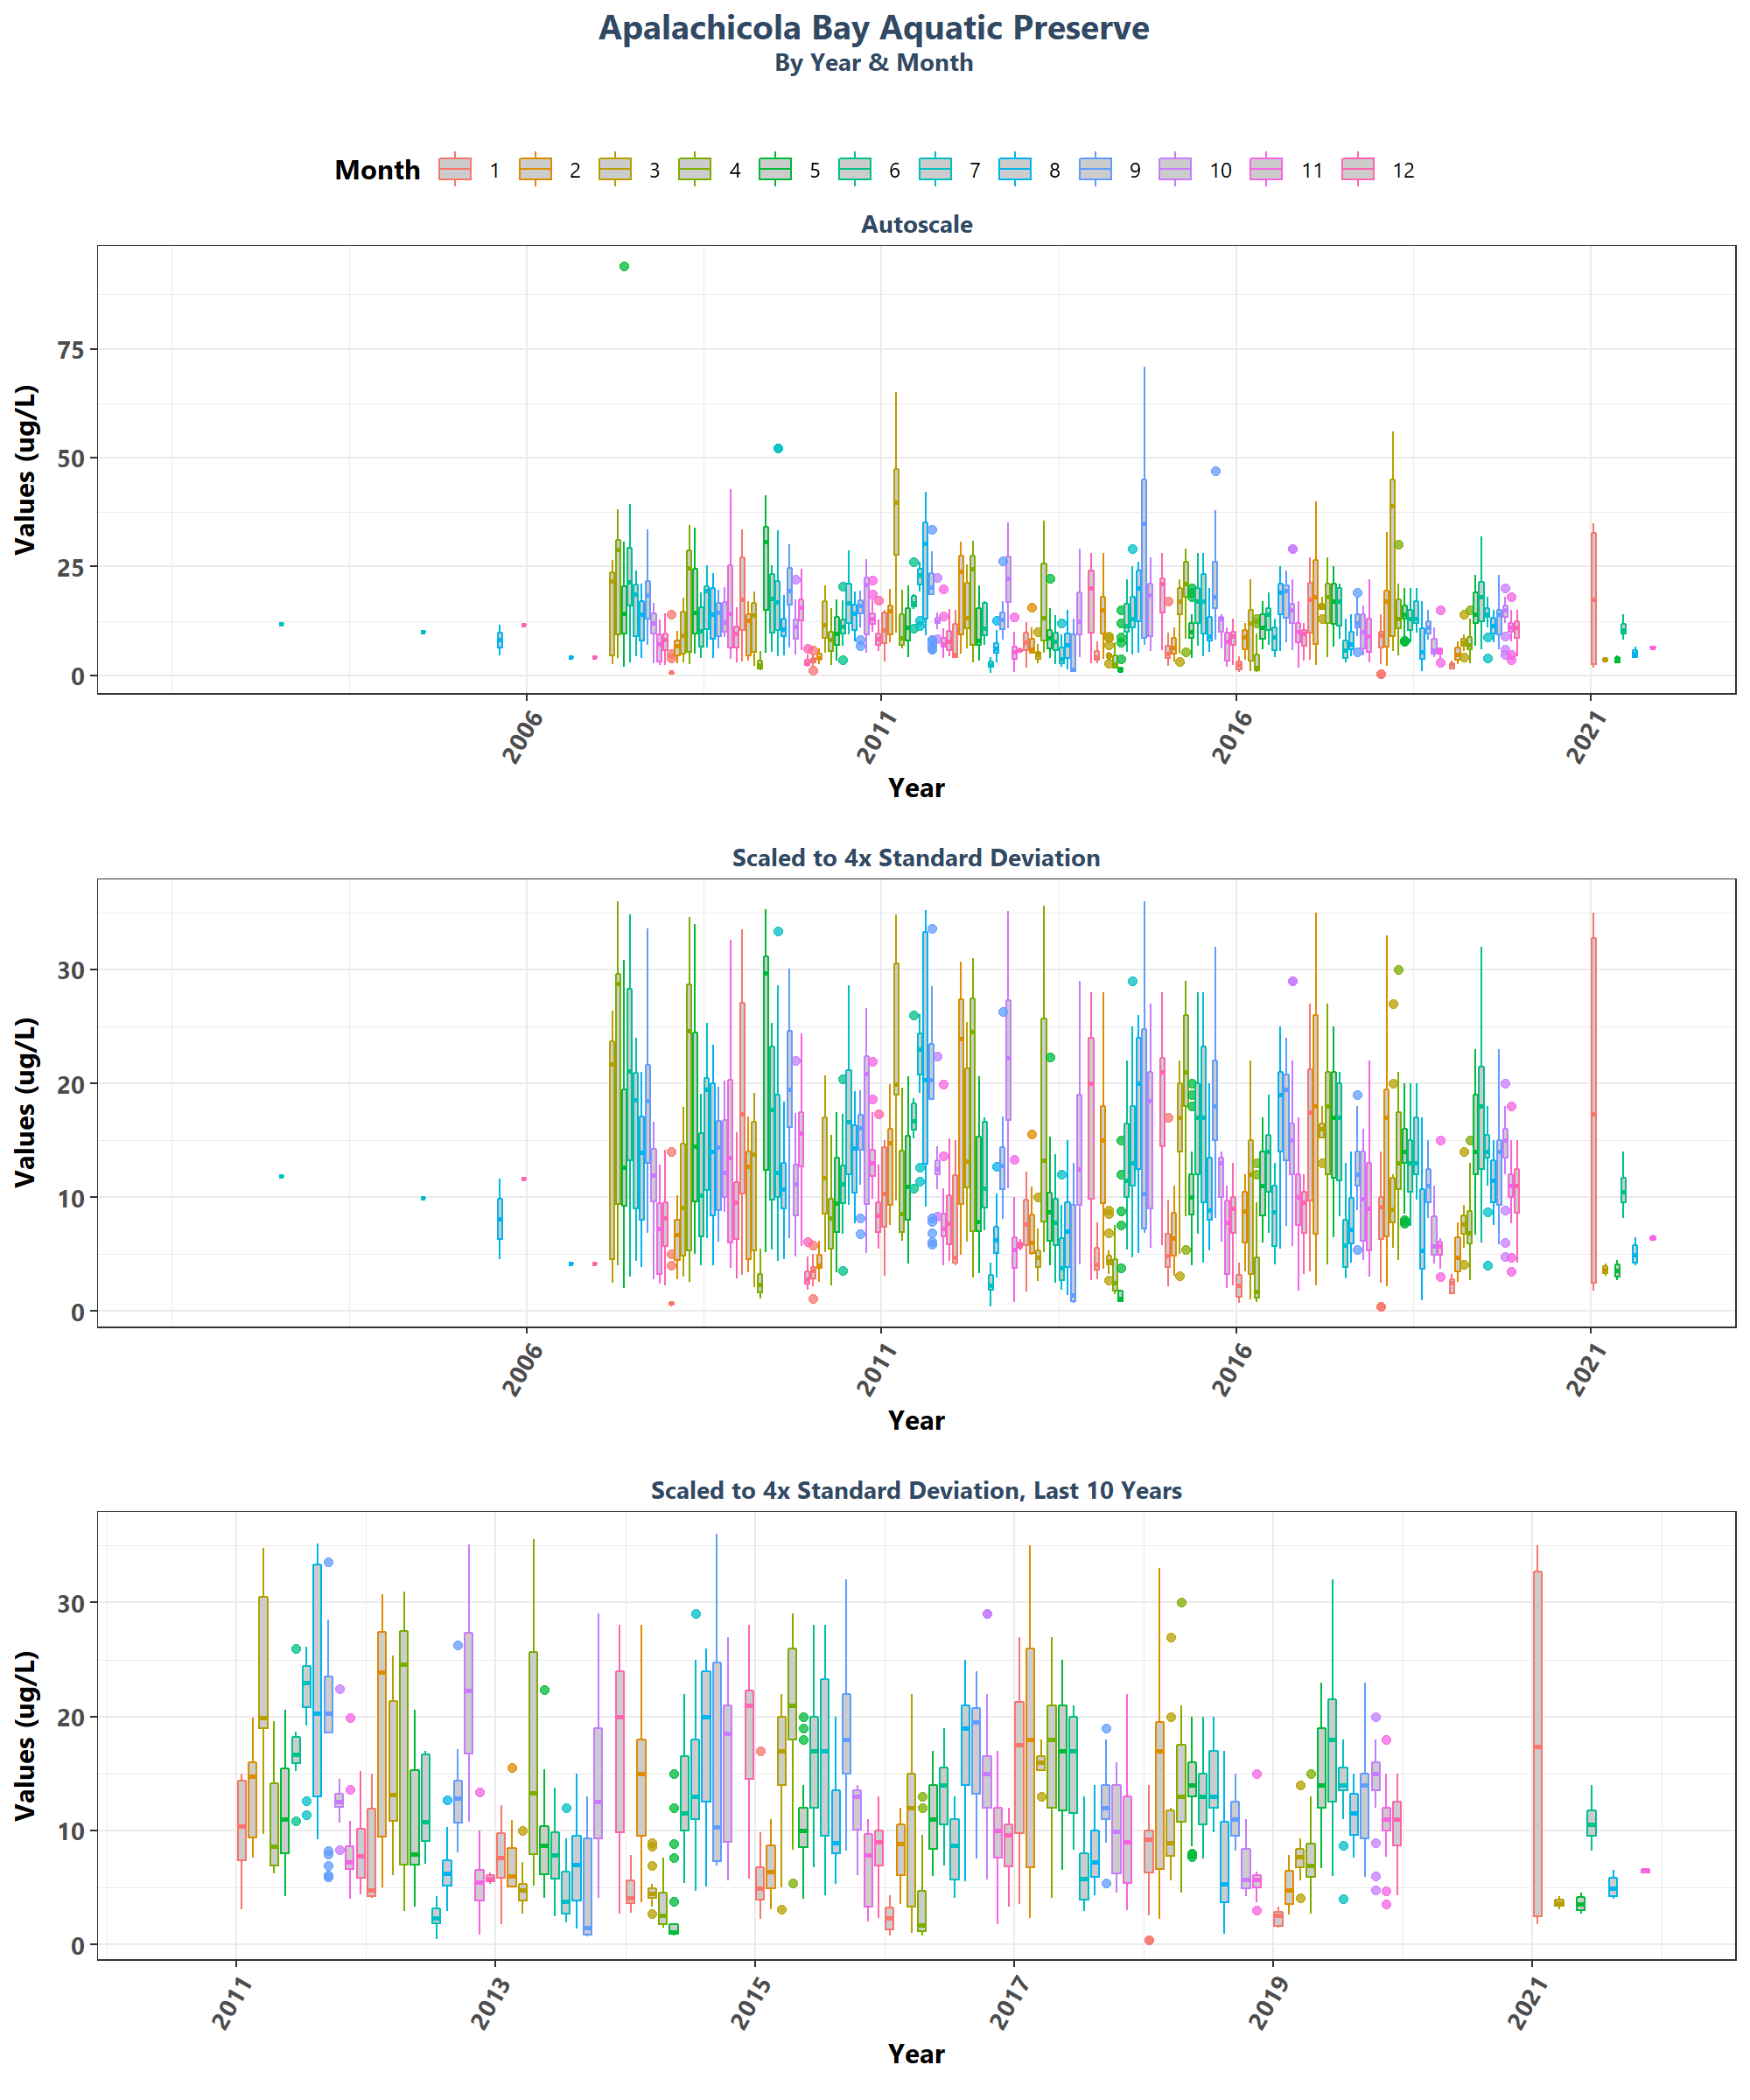 Apalachicola Bay Aquatic Preserve
By Year & Month
Month 1 2 3 4 5 6 7 8 9 10 11 12
Autoscale
Values (ug/L)
75
50
25
0
2006 2011 2016 2021
Year
Scaled to 4x Standard Deviation
Values (ug/L)
30
20
10
0
2006 2011 2016 2021
Year
Scaled to 4x Standard Deviation, Last 10 Years
Values (ug/L)
30
20
10
0
2011 2013 2015 2017 2019 2021
Year